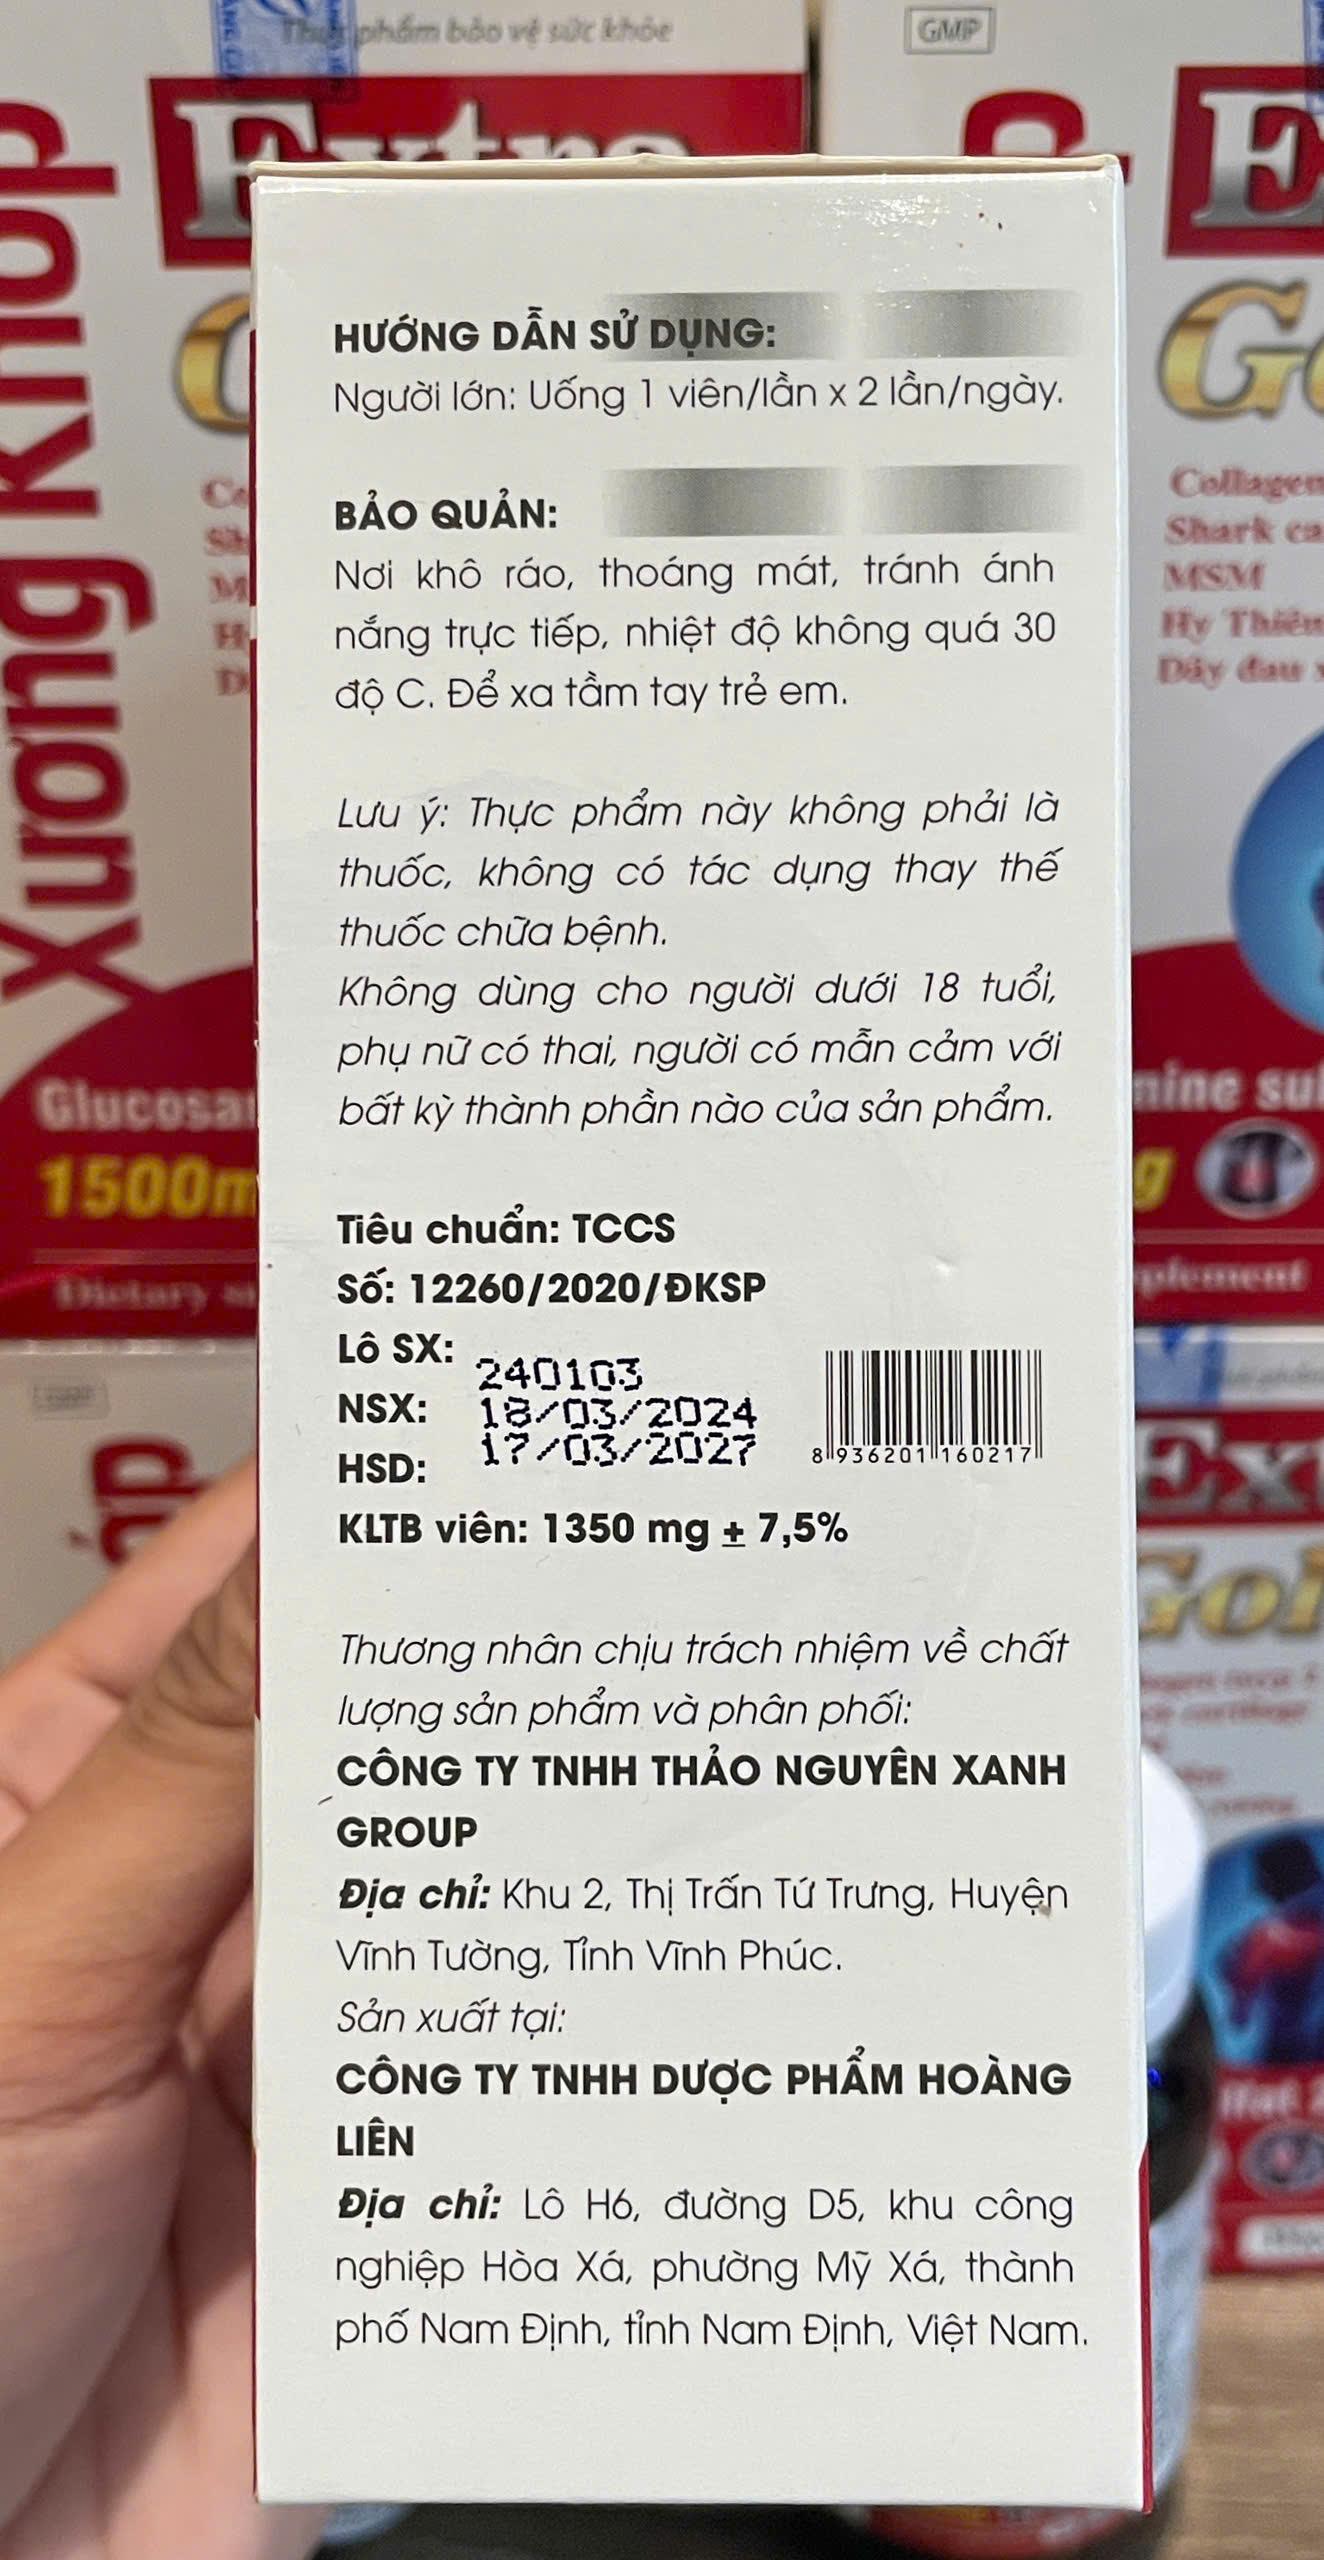 Thực phẩm bảo vệ sức khỏe
GMP
Extra
Xương Khớp
Collagen
MSM
Hy Thiêm
Dây đau
1500m
HƯỚNG DẪN SỬ DỤNG:
Người lớn: Uống 1 viên/lần x 2 lần/ngày.
BẢO QUẢN:
Nơi khô ráo, thoáng mát, tránh ánh
nắng trực tiếp, nhiệt độ không quá 30
độ C. Để xa tầm tay trẻ em.
Lưu ý: Thực phẩm này không phải là
thuốc, không có tác dụng thay thế
thuốc chữa bệnh.
Không dùng cho người dưới 18 tuổi,
phụ nữ có thai, người có mẫn cảm với
bất kỳ thành phần nào của sản phẩm.
Tiêu chuẩn: TCCS
Số: 12260/2020/ĐKSP
Lô SX: 240103
NSX: 18/03/2024
HSD: 17/03/2027
8 936201 160217
KLTB viên: 1350 mg ± 7,5%
Thương nhân chịu trách nhiệm về chất
lượng sản phẩm và phân phối:
CÔNG TY TNHH THẢO NGUYÊN XANH
GROUP
Địa chỉ: Khu 2, Thị Trấn Tứ Trưng, Huyện
Vĩnh Tường, Tỉnh Vĩnh Phúc.
Sản xuất tại:
CÔNG TY TNHH DƯỢC PHẨM HOÀNG
LIÊN
Địa chỉ: Lô H6, đường D5, khu công
nghiệp Hòa Xá, phường Mỹ Xá, thành
phố Nam Định, tỉnh Nam Định, Việt Nam.